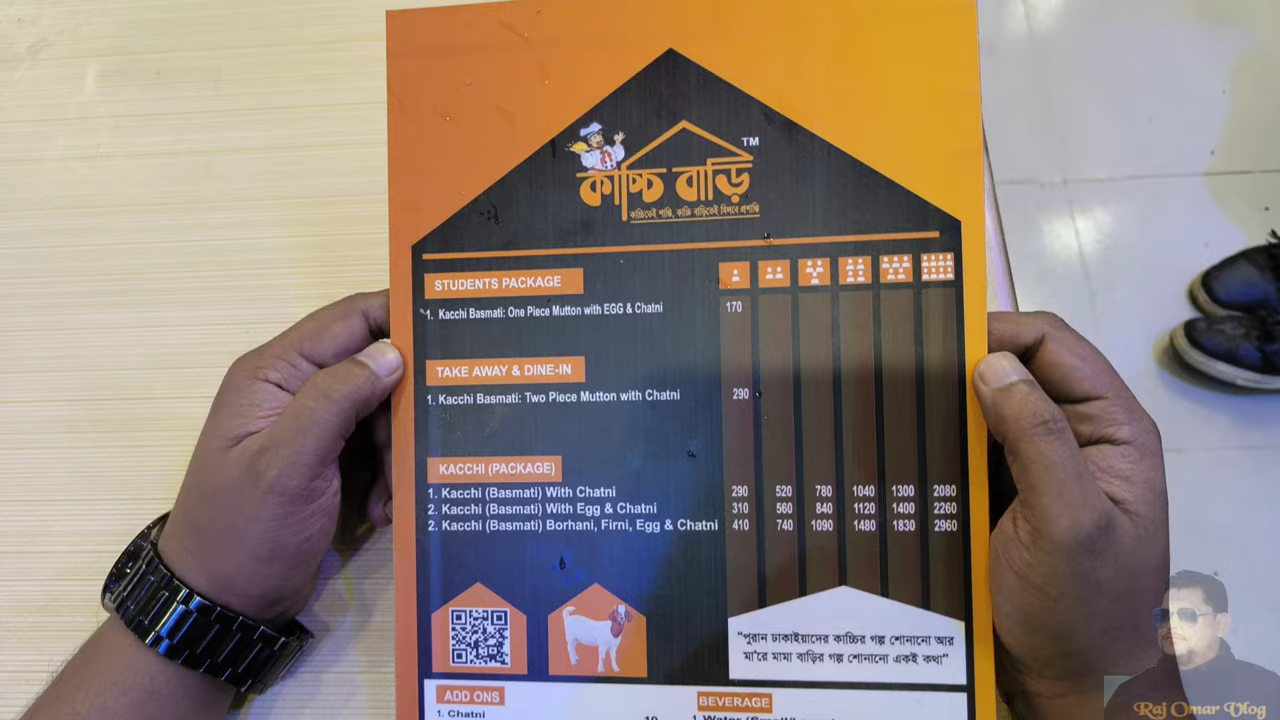 TM
কাচ্চি বাড়ি
কাচ্চিতেই শান্তি, কাচ্চি বাড়িতেই মিলবে প্রশান্তি
STUDENTS PACKAGE
1. Kacchi Basmati: One Piece Mutton with EGG & Chatni 170
TAKE AWAY & DINE-IN
1. Kacchi Basmati: Two Piece Mutton with Chatni 290
KACCHI (PACKAGE)
1. Kacchi (Basmati) With Chatni 290 520 780 1040 1300 2080
2. Kacchi (Basmati) With Egg & Chatni 310 560 840 1120 1400 2260
2. Kacchi (Basmati) Borhani, Firni, Egg & Chatni 410 740 1090 1480 1830 2960
"পুরান ঢাকাইয়াদের কাচ্চির গল্প শোনানো আর
মা'রে মামা বাড়ির গল্প শোনানো একই কথা"
ADD ONS
1. Chatni
BEVERAGE
1. Water
Raj Omar Vlog